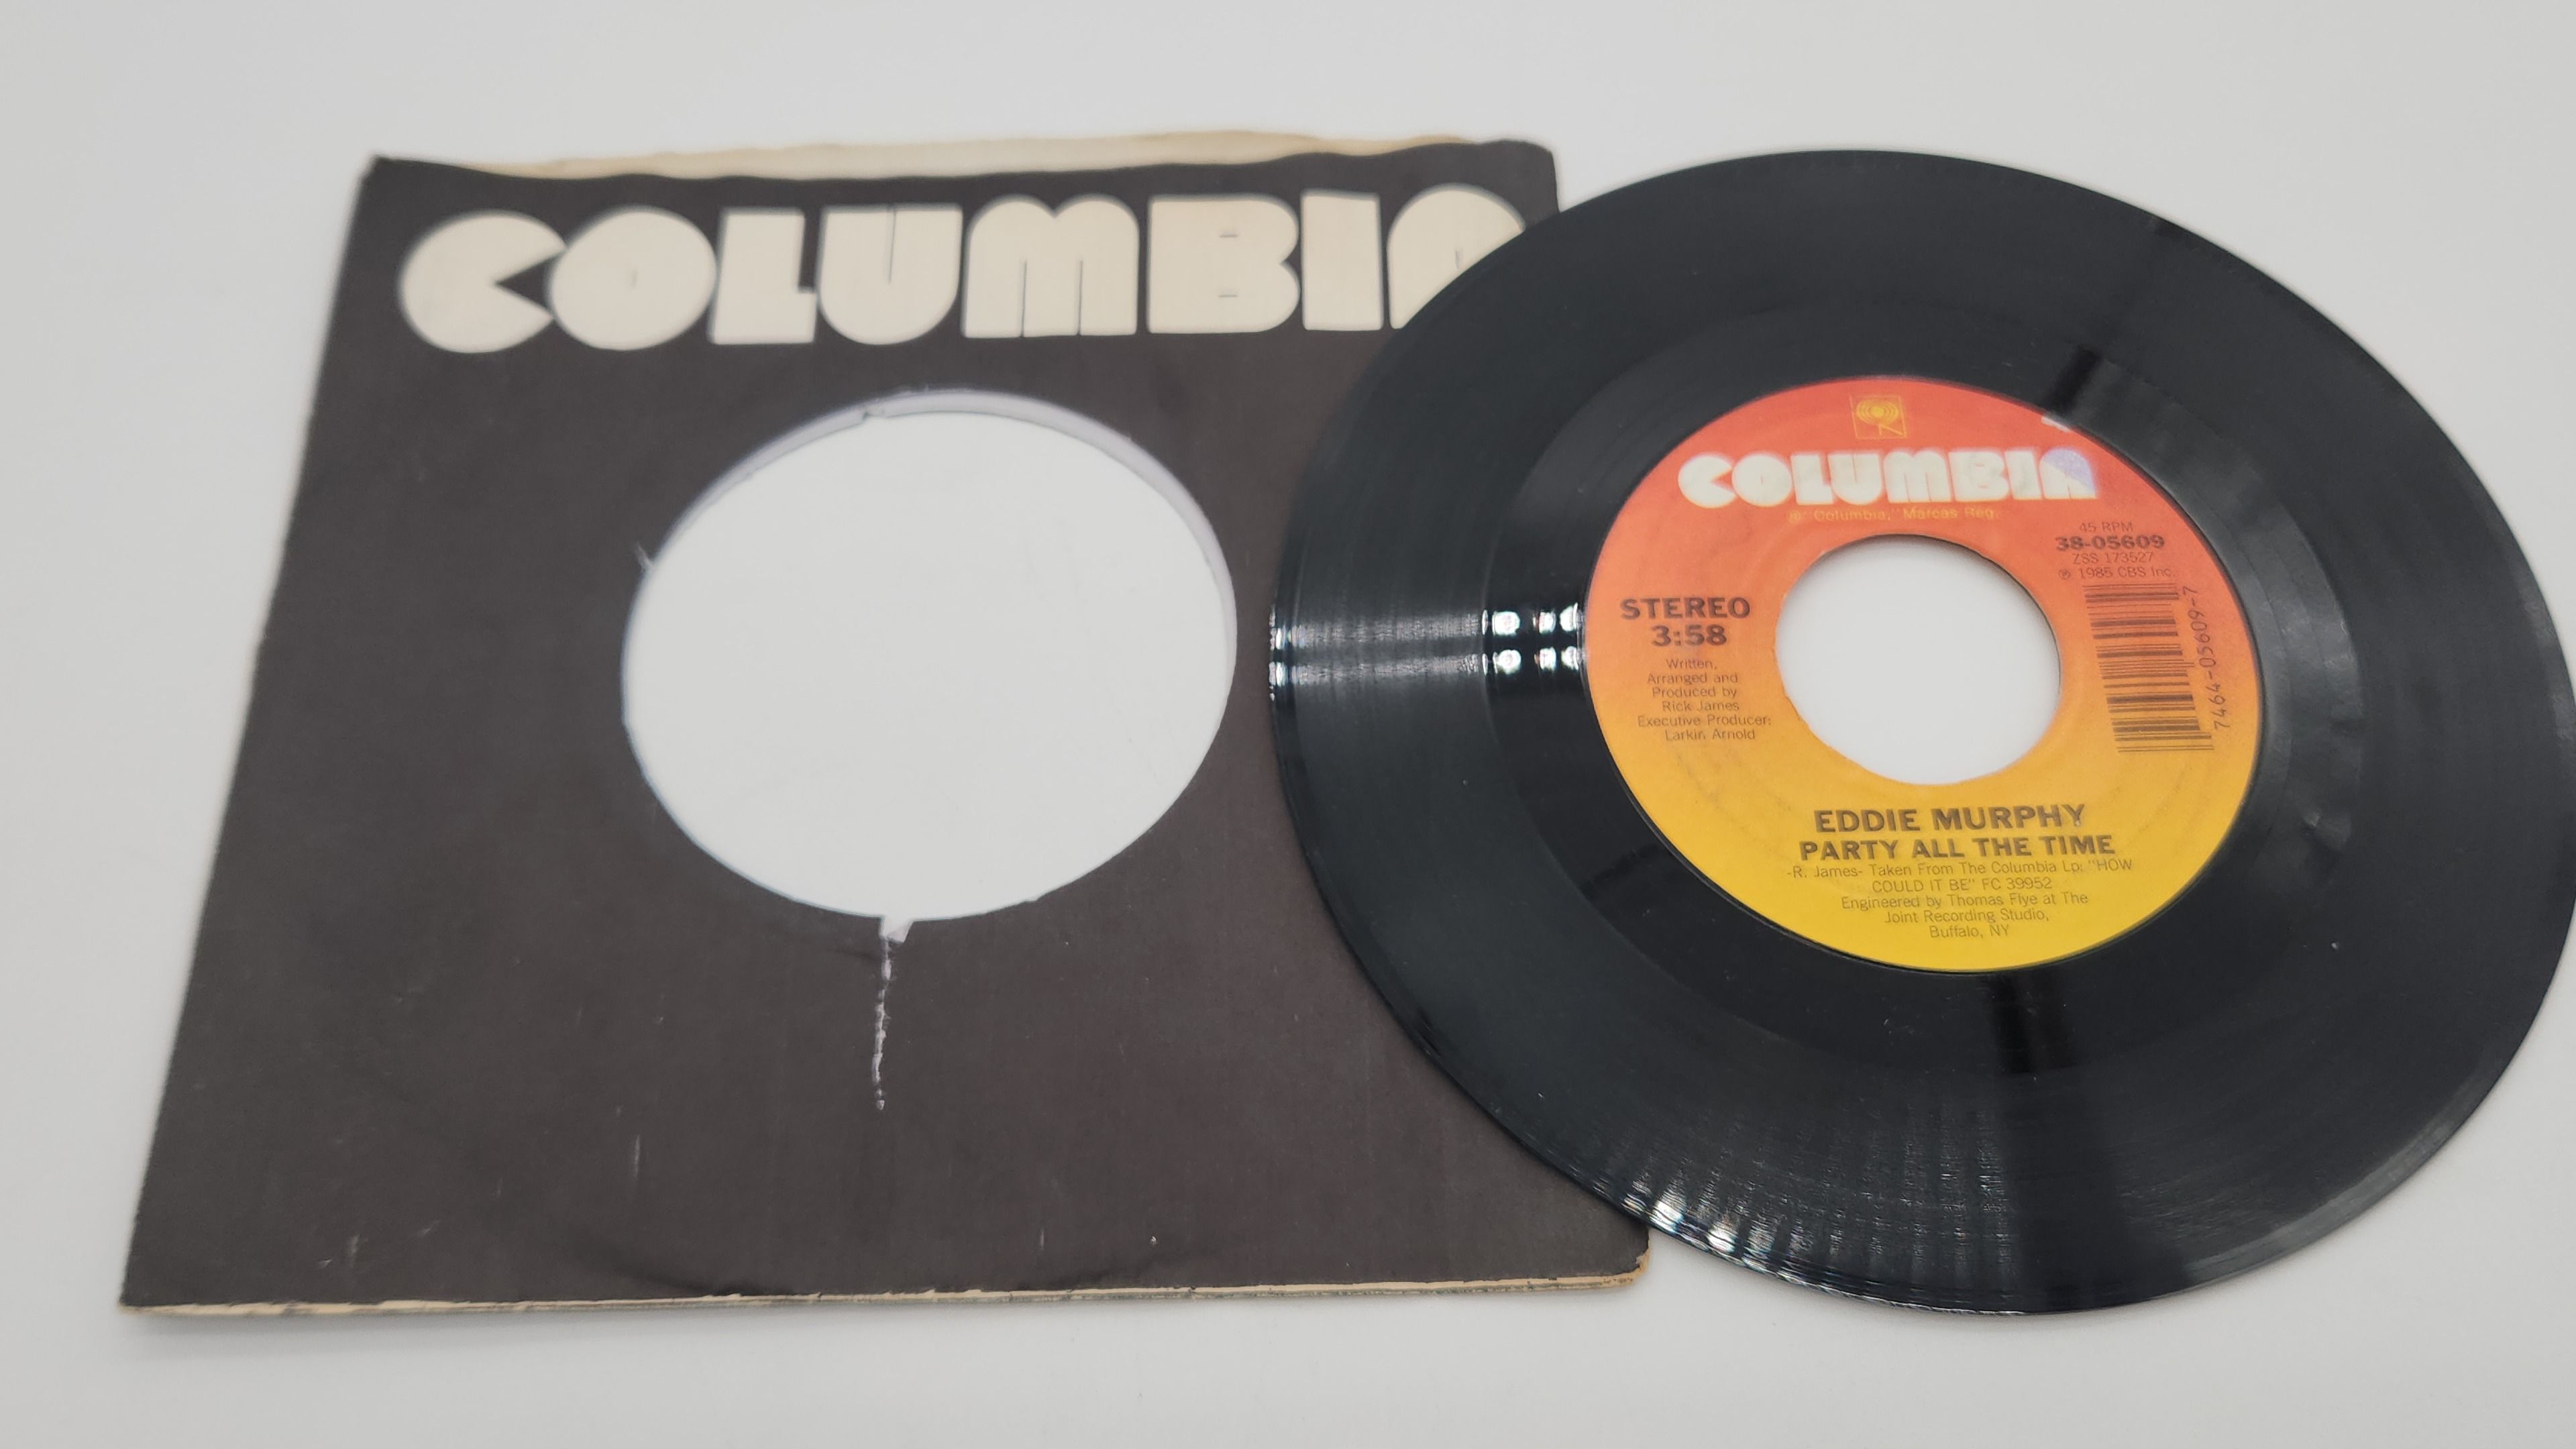 COLUMBIA
COLUMBIA
® "Columbia," Marcas Reg.
45 RPM
38-05609
ZSS 173527
℗ 1985 CBS Inc.
STEREO
3:58
Written,
Arranged and
Produced by
Rick James
Executive Producer:
Larkin Arnold
7464-05609-7
EDDIE MURPHY
PARTY ALL THE TIME
-R. James- Taken From The Columbia Lp: "HOW
COULD IT BE" FC 39952
Engineered by Thomas Flye at The
Joint Recording Studio,
Buffalo, NY